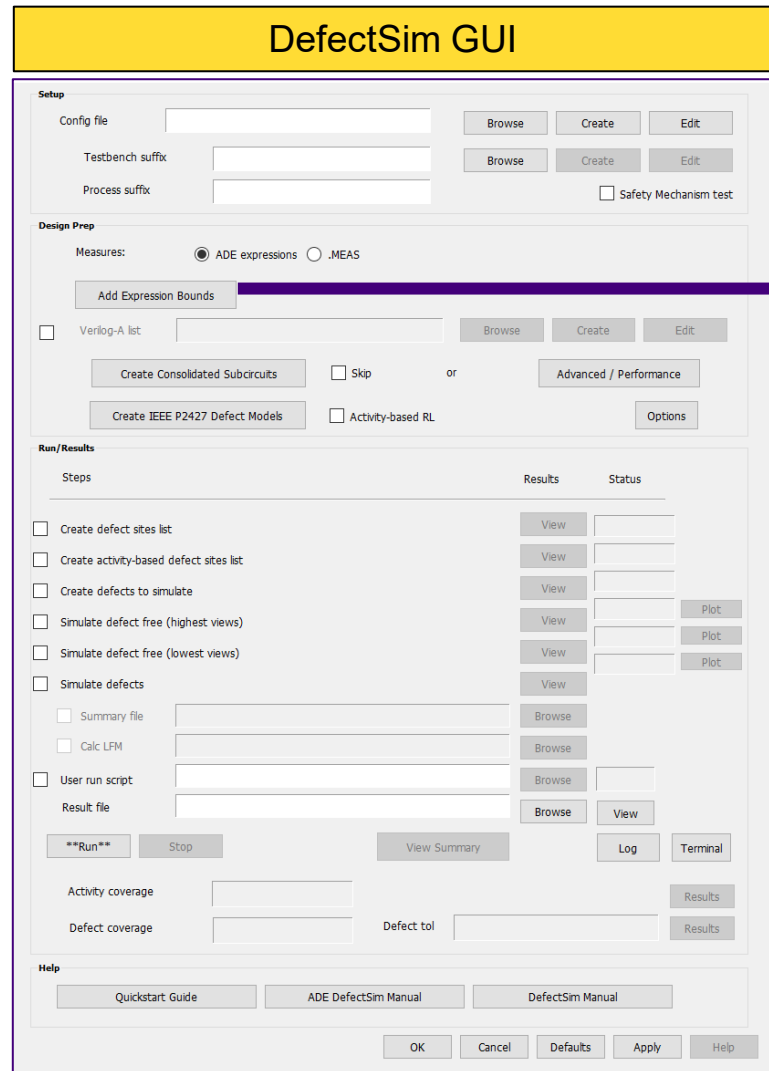 DefectSim GUI
Setup
Config file Browse Create Edit
Testbench suffix Browse Create Edit
Process suffix Safety Mechanism test
Design Prep
Measures: ADE expressions .MEAS
Add Expression Bounds
Verilog-A list Browse Create Edit
Create Consolidated Subcircuits Skip or Advanced / Performance
Create IEEE P2427 Defect Models Activity-based RL Options
Run/Results
Steps Results Status
Create defect sites list View
Create activity-based defect sites list View
Create defects to simulate View
Simulate defect free (highest views) View Plot
Simulate defect free (lowest views) View Plot
Simulate defects View Plot
Summary file Browse
Calc LFM Browse
User run script Browse
Result file Browse View
**Run** Stop View Summary Log Terminal
Activity coverage Results
Defect coverage Defect tol Results
Help
Quickstart Guide ADE DefectSim Manual DefectSim Manual
OK Cancel Defaults Apply Help